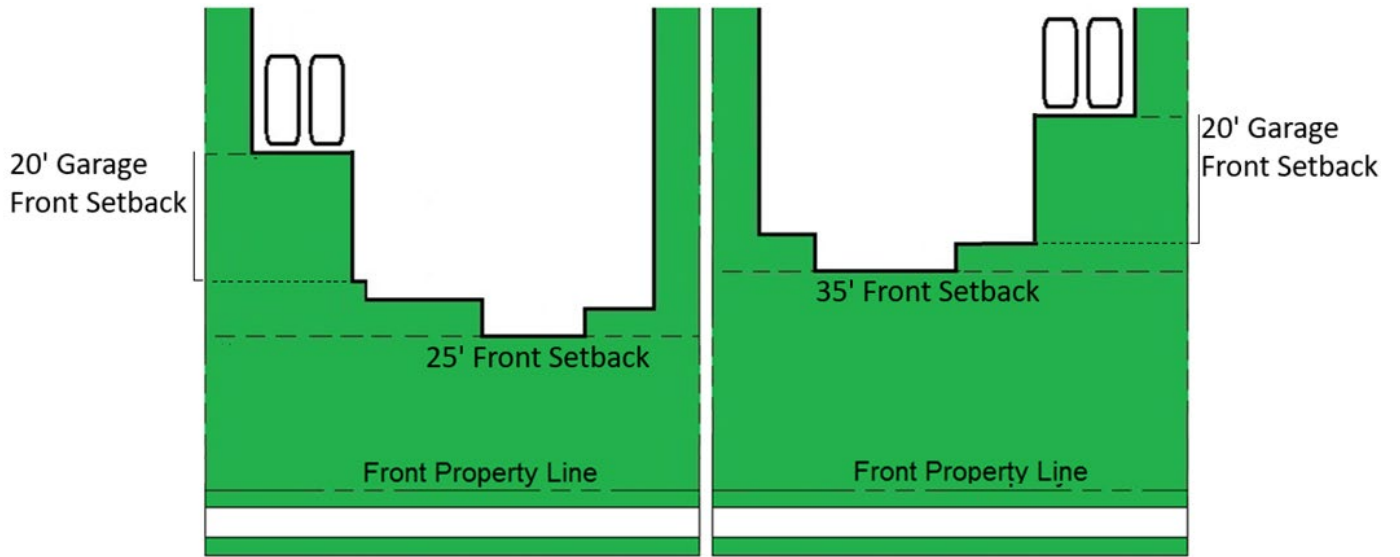 20' Garage
Front Setback
25' Front Setback
Front Property Line
20' Garage
Front Setback
35' Front Setback
Front Property Line